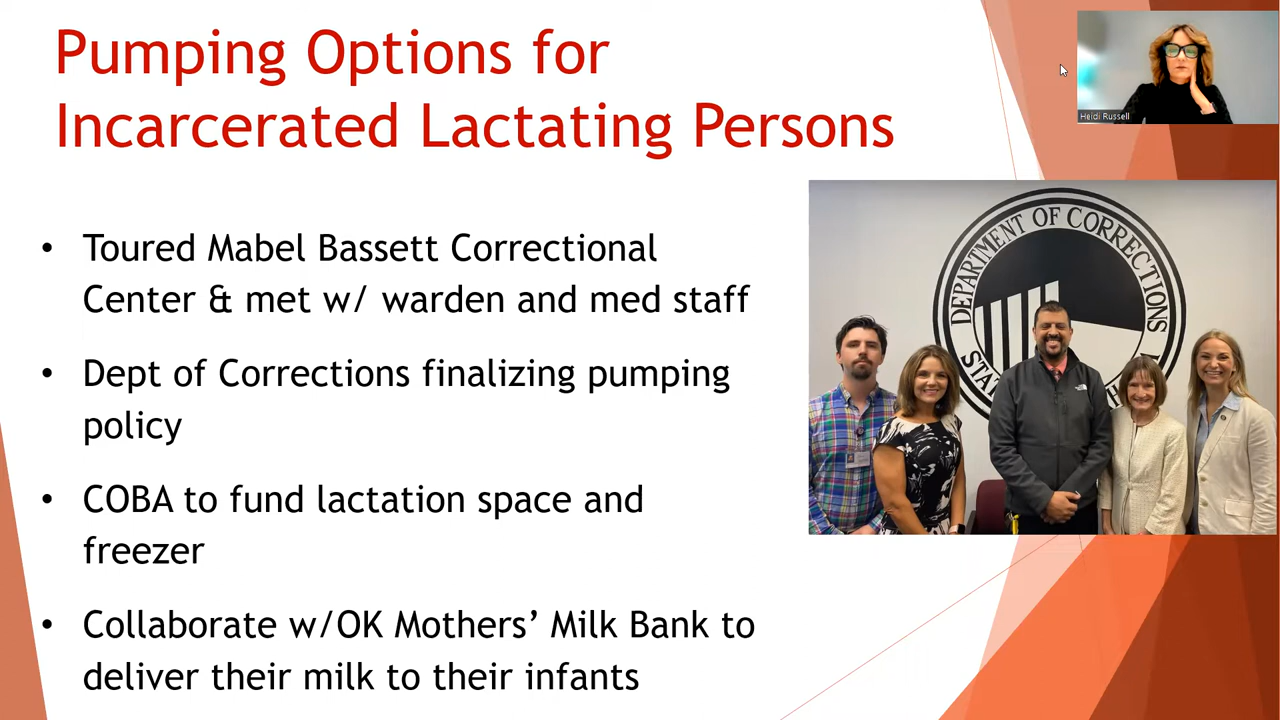 Pumping Options for
Incarcerated Lactating Persons
Heidi Russell
• Toured Mabel Bassett Correctional
Center & met w/ warden and med staff
• Dept of Corrections finalizing pumping
policy
• COBA to fund lactation space and
freezer
• Collaborate w/OK Mothers’ Milk Bank to
deliver their milk to their infants
DEPARTMENT OF CORRECTIONS